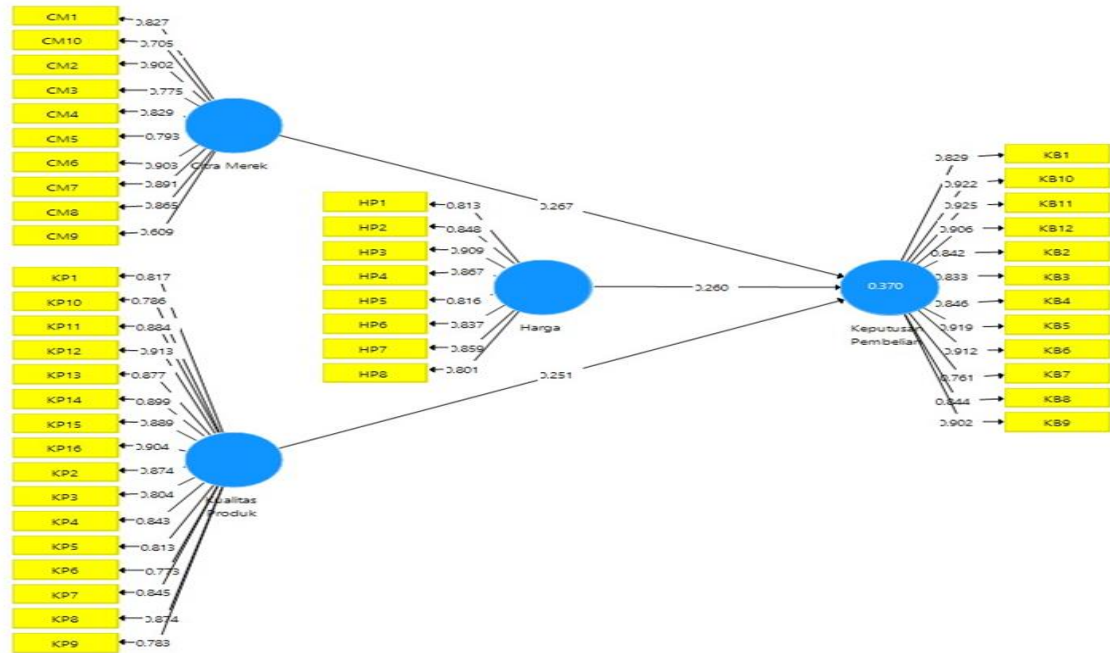 CM1
0.827
CM10
0.705
CM2
0.902
CM3
0.775
CM4
0.829
CM5
0.793
CM6
0.903
CM7
0.891
CM8
0.865
CM9
0.609
Citra Merek
KP1
0.817
KP10
0.786
KP11
0.884
KP12
0.913
KP13
0.877
KP14
0.899
KP15
0.889
KP16
0.904
KP2
0.874
KP3
0.804
KP4
0.843
KP5
0.813
KP6
0.773
KP7
0.845
KP8
0.874
KP9
0.783
Kualitas
Produk
HP1
0.813
HP2
0.848
HP3
0.909
HP4
0.867
HP5
0.816
HP6
0.837
HP7
0.859
HP8
0.801
Harga
0.267
0.260
0.251
0.370
Keputusan
Pembelian
0.829
KB1
0.922
KB10
0.925
KB11
0.906
KB12
0.842
KB2
0.833
KB3
0.846
KB4
0.919
KB5
0.912
KB6
0.761
KB7
0.844
KB8
0.902
KB9